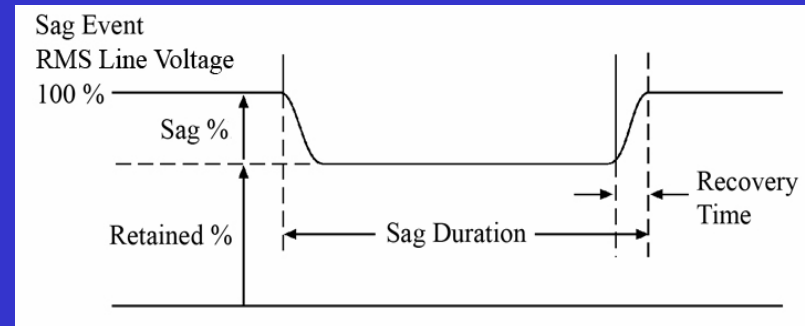 Sag Event
RMS Line Voltage
100 %
Sag %
Recovery
Time
Retained %
Sag Duration